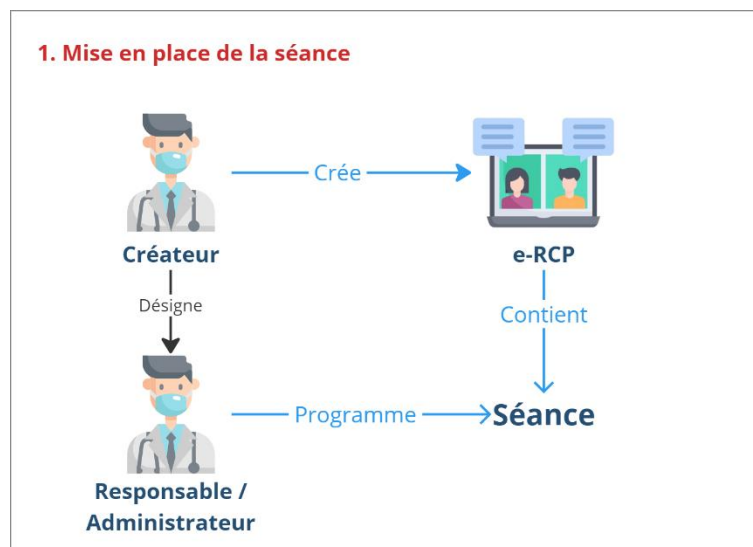 1. Mise en place de la séance
Crée
Créateur
e-RCP
Désigne
Contient
Programme
Séance
Responsable /
Administrateur